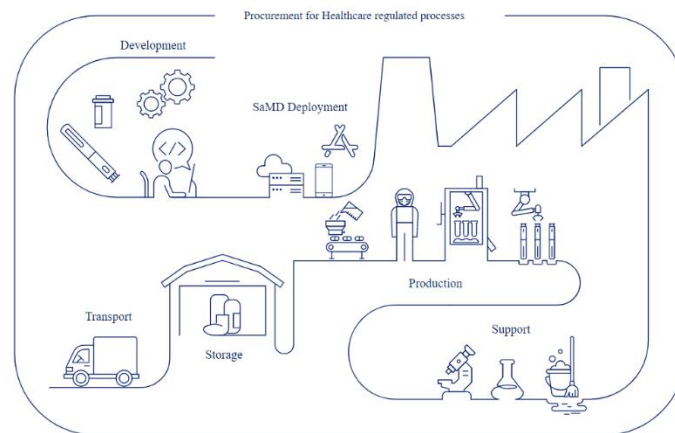 Procurement for Healthcare regulated processes
Development
SaMD Deployment
</>
Production
Transport
Storage
Support